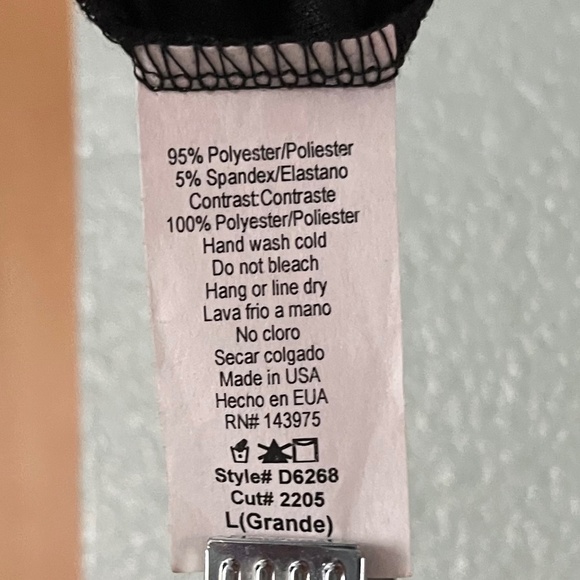 95% Polyester/Poliester
5% Spandex/Elastano
Contrast:Contraste
100% Polyester/Poliester
Hand wash cold
Do not bleach
Hang or line dry
Lava frio a mano
No cloro
Secar colgado
Made in USA
Hecho en EUA
RN# 143975
Style# D6268
Cut# 2205
L(Grande)